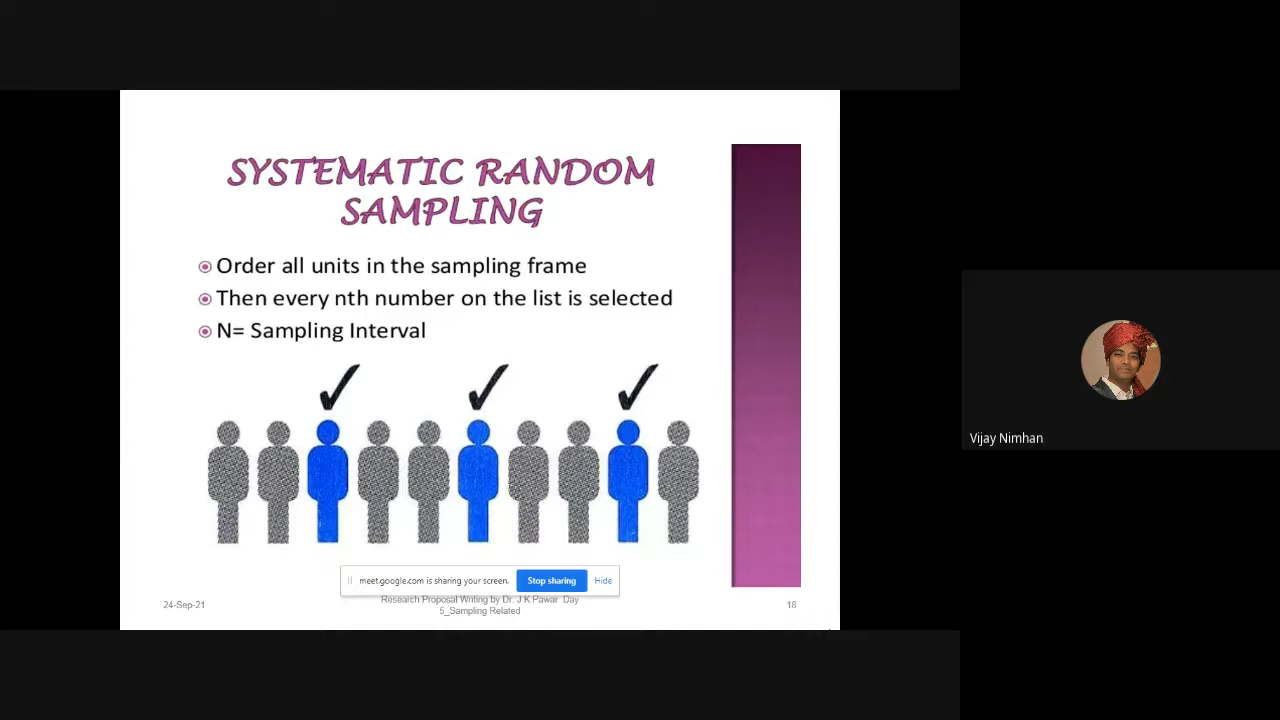 SYSTEMATIC RANDOM
SAMPLING
Order all units in the sampling frame
Then every nth number on the list is selected
N= Sampling Interval
meet.google.com is sharing your screen.
Stop sharing
Hide
24-Sep-21
Research Proposal Writing by Dr. J K Pawar Day
5_Sampling Related
18
Vijay Nimhan